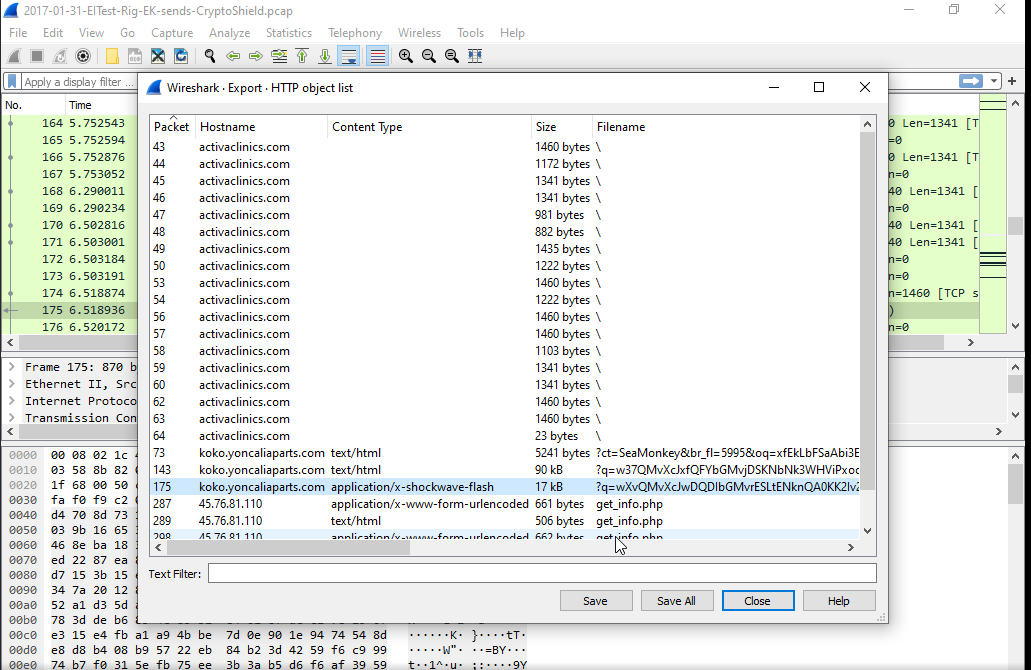 2017-01-31-EITest-Rig-EK-sends-CryptoShield.pcap
File Edit View Go Capture Analyze Statistics Telephony Wireless Tools Help
Apply a display filter ...
No. Time
164 5.752543
165 5.752594
166 5.752876
167 5.753052
168 6.290011
169 6.290234
170 6.502816
171 6.503001
172 6.503184
173 6.503191
174 6.518874
175 6.518936
176 6.520172
0 Len=1341 [T
=0
0 Len=1341 [T
n=0
40 Len=1341 [
n=0
40 Len=1341 [
40 Len=1341 [
n=0
n=0
n=1460 [TCP s
)
n=0
Wireshark · Export · HTTP object list
Packet Hostname Content Type Size Filename
43 activaclinics.com 1460 bytes \
44 activaclinics.com 1172 bytes \
45 activaclinics.com 1341 bytes \
46 activaclinics.com 1341 bytes \
47 activaclinics.com 981 bytes \
48 activaclinics.com 882 bytes \
49 activaclinics.com 1435 bytes \
50 activaclinics.com 1222 bytes \
53 activaclinics.com 1460 bytes \
54 activaclinics.com 1222 bytes \
56 activaclinics.com 1460 bytes \
57 activaclinics.com 1460 bytes \
58 activaclinics.com 1103 bytes \
59 activaclinics.com 1341 bytes \
60 activaclinics.com 1341 bytes \
62 activaclinics.com 1460 bytes \
63 activaclinics.com 1460 bytes \
64 activaclinics.com 23 bytes \
73 koko.yoncaliaparts.com text/html 5241 bytes ?ct=SeaMonkey&br_fl=5995&oq=xfEkLbFSaAbi3E
143 koko.yoncaliaparts.com text/html 90 kB
175 koko.yoncaliaparts.com application/x-shockwave-flash 17 kB
287 45.76.81.110 application/x-www-form-urlencoded 661 bytes get_info.php
289 45.76.81.110 text/html 506 bytes get_info.php
298 45.76.81.110 application/x-www-form-urlencoded 662 bytes get_info.php
Text Filter:
Save Save All Close Help
Frame 175: 870 b
Ethernet II, Src
Internet Protoco
Transmission Con
0000 00 08 02 1c
0010 03 58 8b 82
0020 1f 68 00 50
0030 fa f0 f9 c2
0040 d4 70 8d 73
0050 03 9b 16 65
0060 46 8e ba 18
0070 ed 22 87 ea
0080 d7 15 3b 15
0090 34 7a 20 12
00a0 52 a1 d3 5d
00b0 78 3d de b6
00c0 e3 15 e4 fb a1 a9 4b be 7d 0e 90 1e 94 74 54 8d ······K· }····tT·
00d0 e8 d8 b4 08 b9 57 22 eb 84 b2 3d 42 59 f6 c9 99 ·····W"· ··=BY···
00e0 74 b7 f0 31 5e fb 75 ee 3b 3a b5 d6 f6 af 39 59 t··1^·u· ;:····9Y